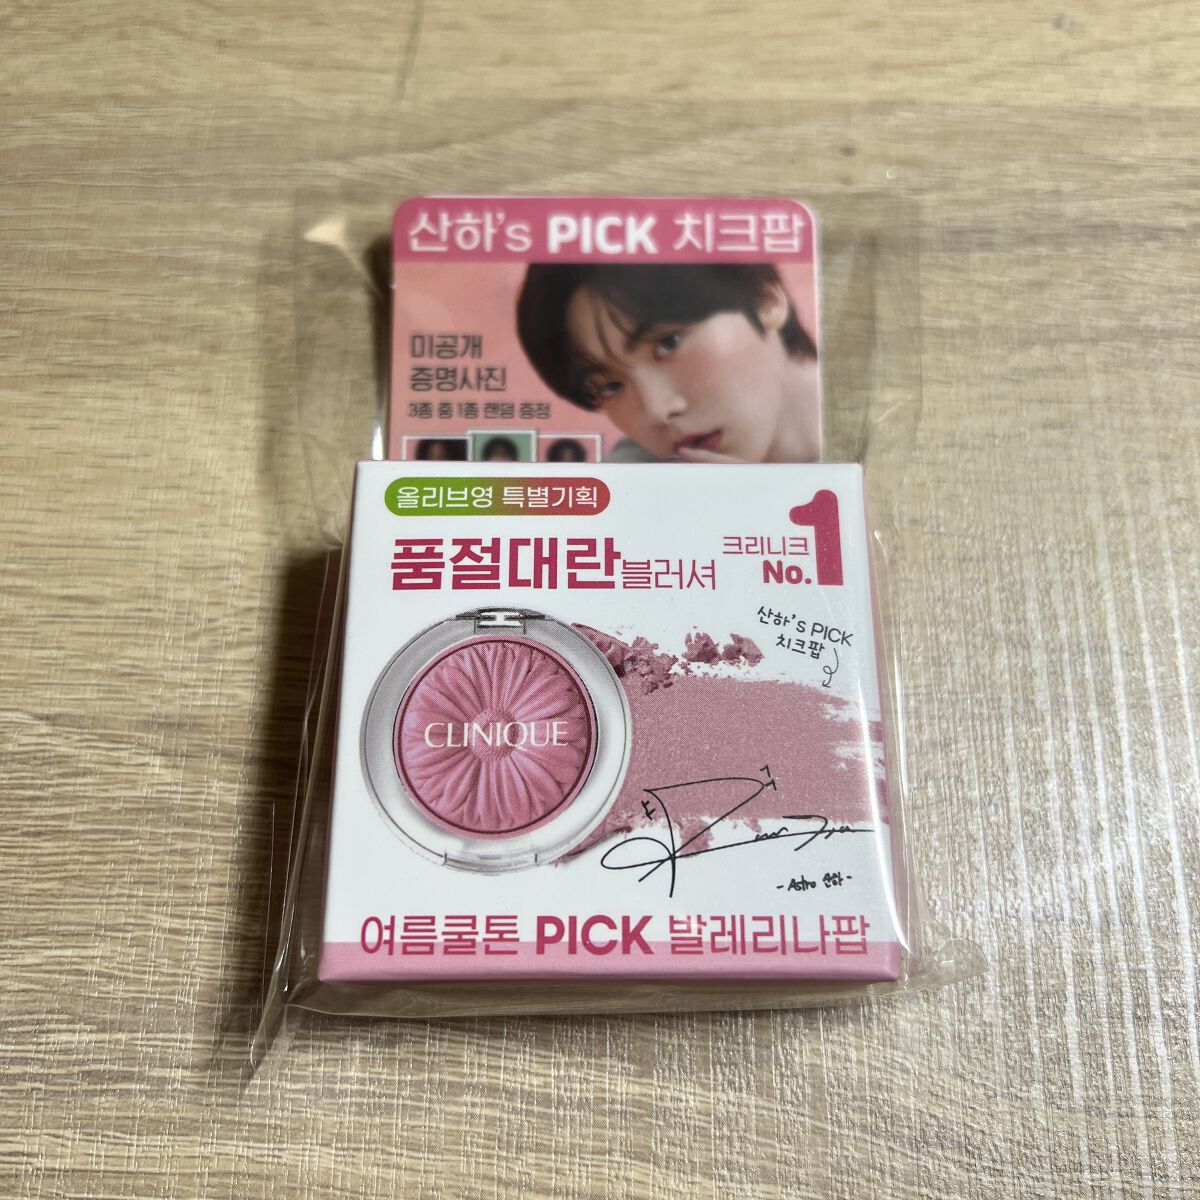 산하's PICK 치크팝
미공개
증명사진
3종 중 1종 랜덤 증정
올리브영 특별기획
품절대란블러셔
크리니크
No.1
산하's PICK
치크팝
CLINIQUE
- Astro 산하 -
여름쿨톤 PICK 발레리나팝